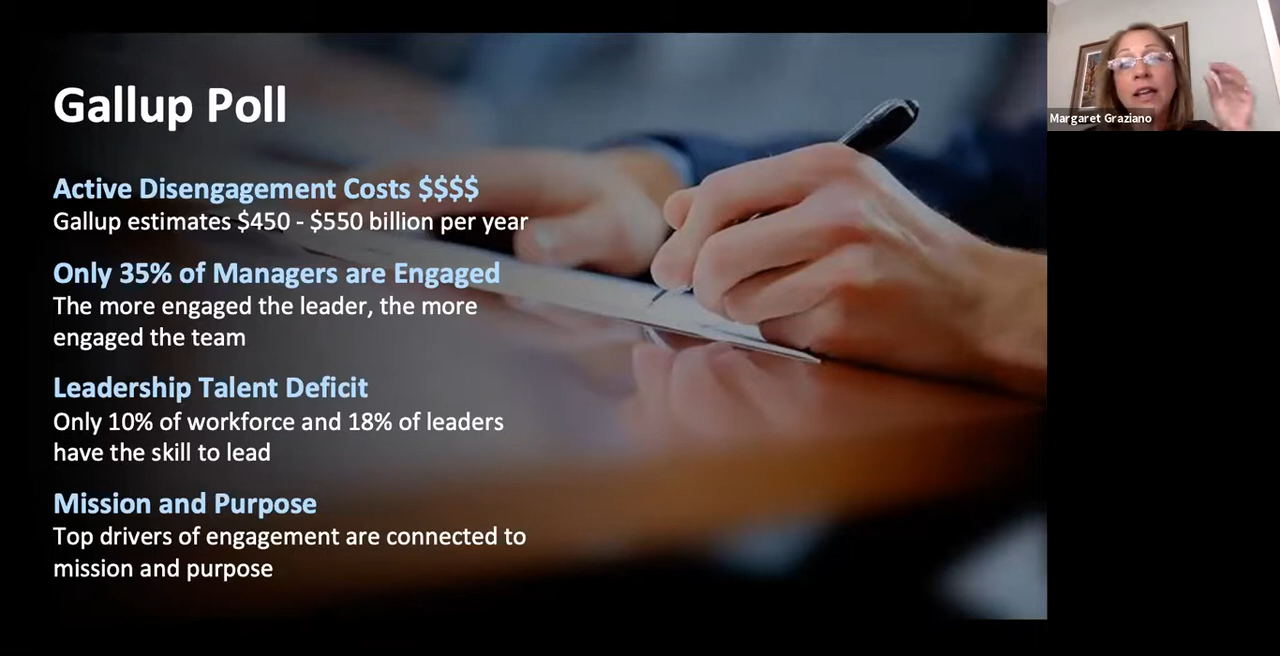 Gallup Poll
Active Disengagement Costs $$$$
Gallup estimates $450 - $550 billion per year
Only 35% of Managers are Engaged
The more engaged the leader, the more
engaged the team
Leadership Talent Deficit
Only 10% of workforce and 18% of leaders
have the skill to lead
Mission and Purpose
Top drivers of engagement are connected to
mission and purpose
Margaret Graziano